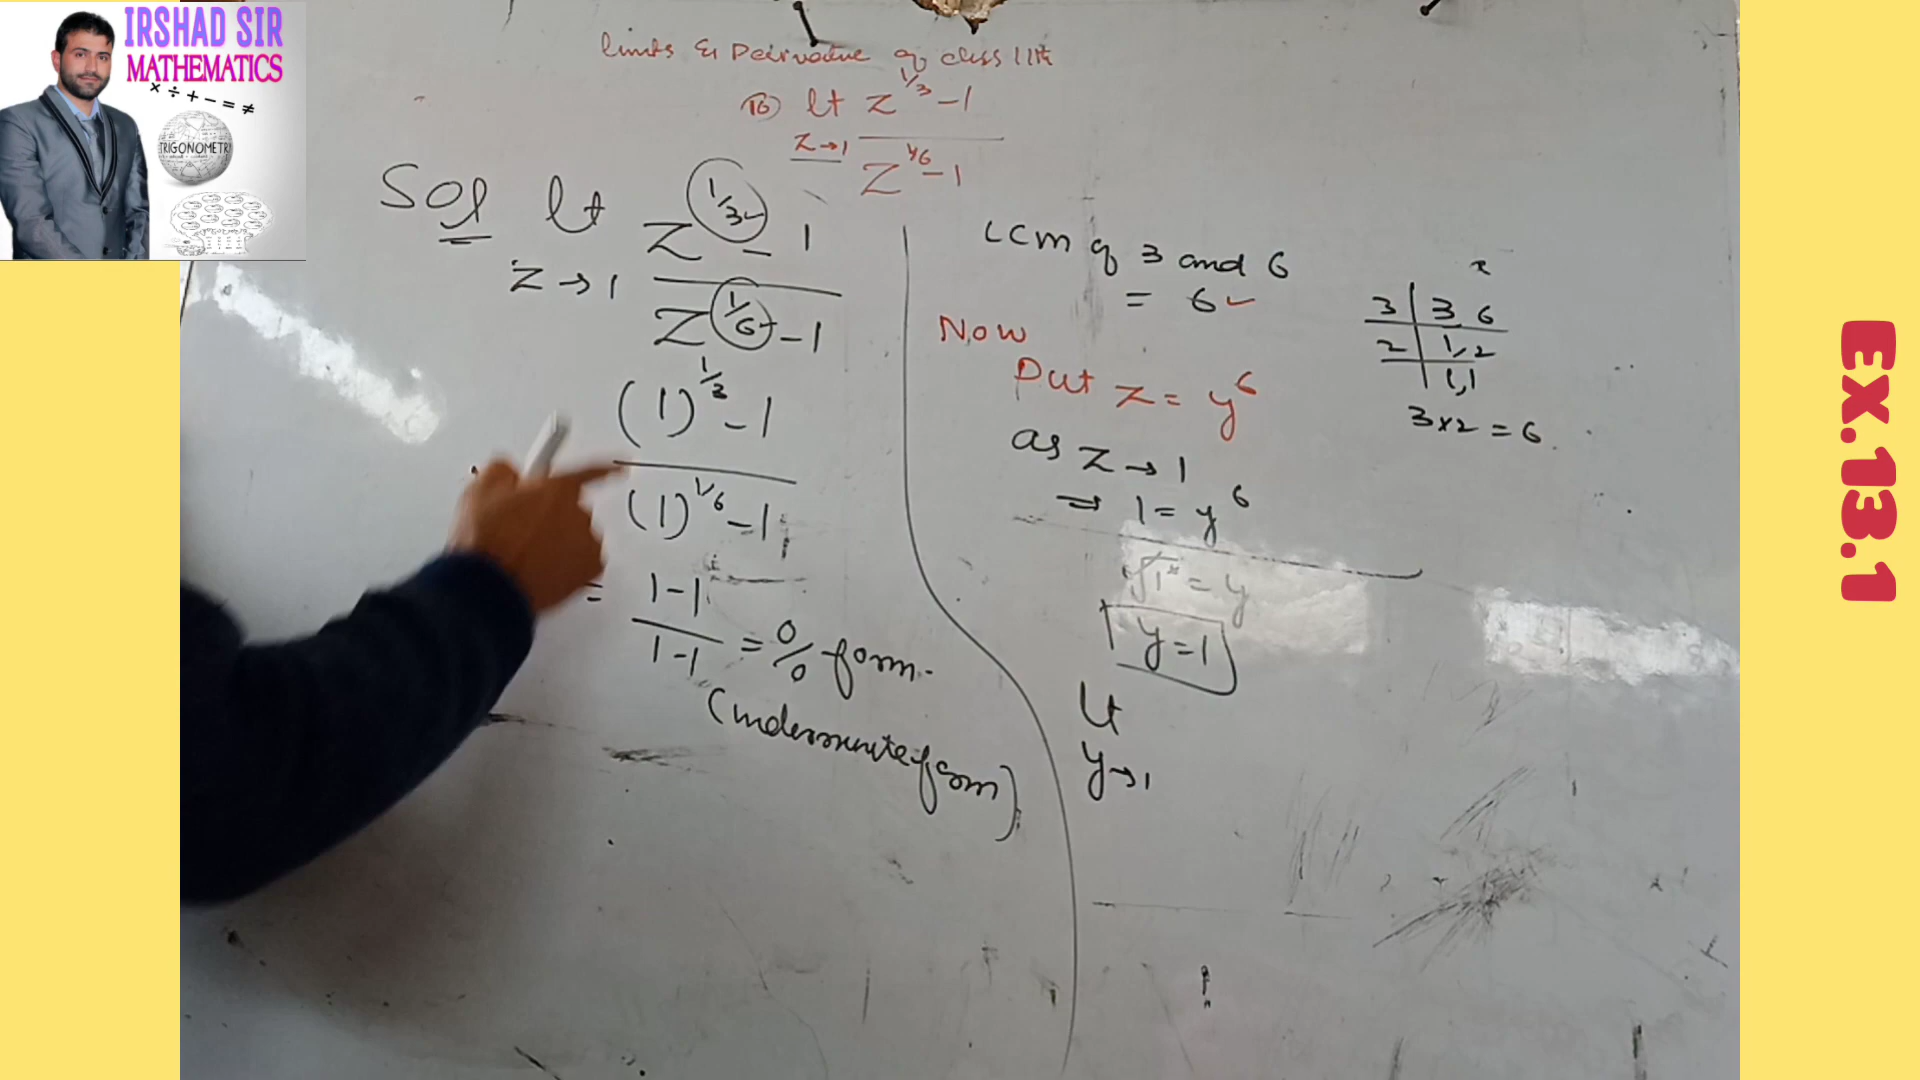 IRSHAD SIR
MATHEMATICS
× ÷ + − = ≠
TRIGONOMETR
limits & Derivative of class 11th
lt z^1/3 - 1
z→1 z^1/6 - 1
Sol lt z^1/3 - 1
z→1 z^1/6 - 1
(1)^1/3 - 1
(1)^1/6 - 1
= 1-1
1-1 = 0/0 form.
(indeterminate form)
LCM of 3 and 6
= 6
3 | 3, 6
2 | 1, 2
1, 1
3×2 = 6
Now
Put z = y^6
as z → 1
⇒ 1 = y^6
= y
y = 1
lt
y→1
EX.13.1